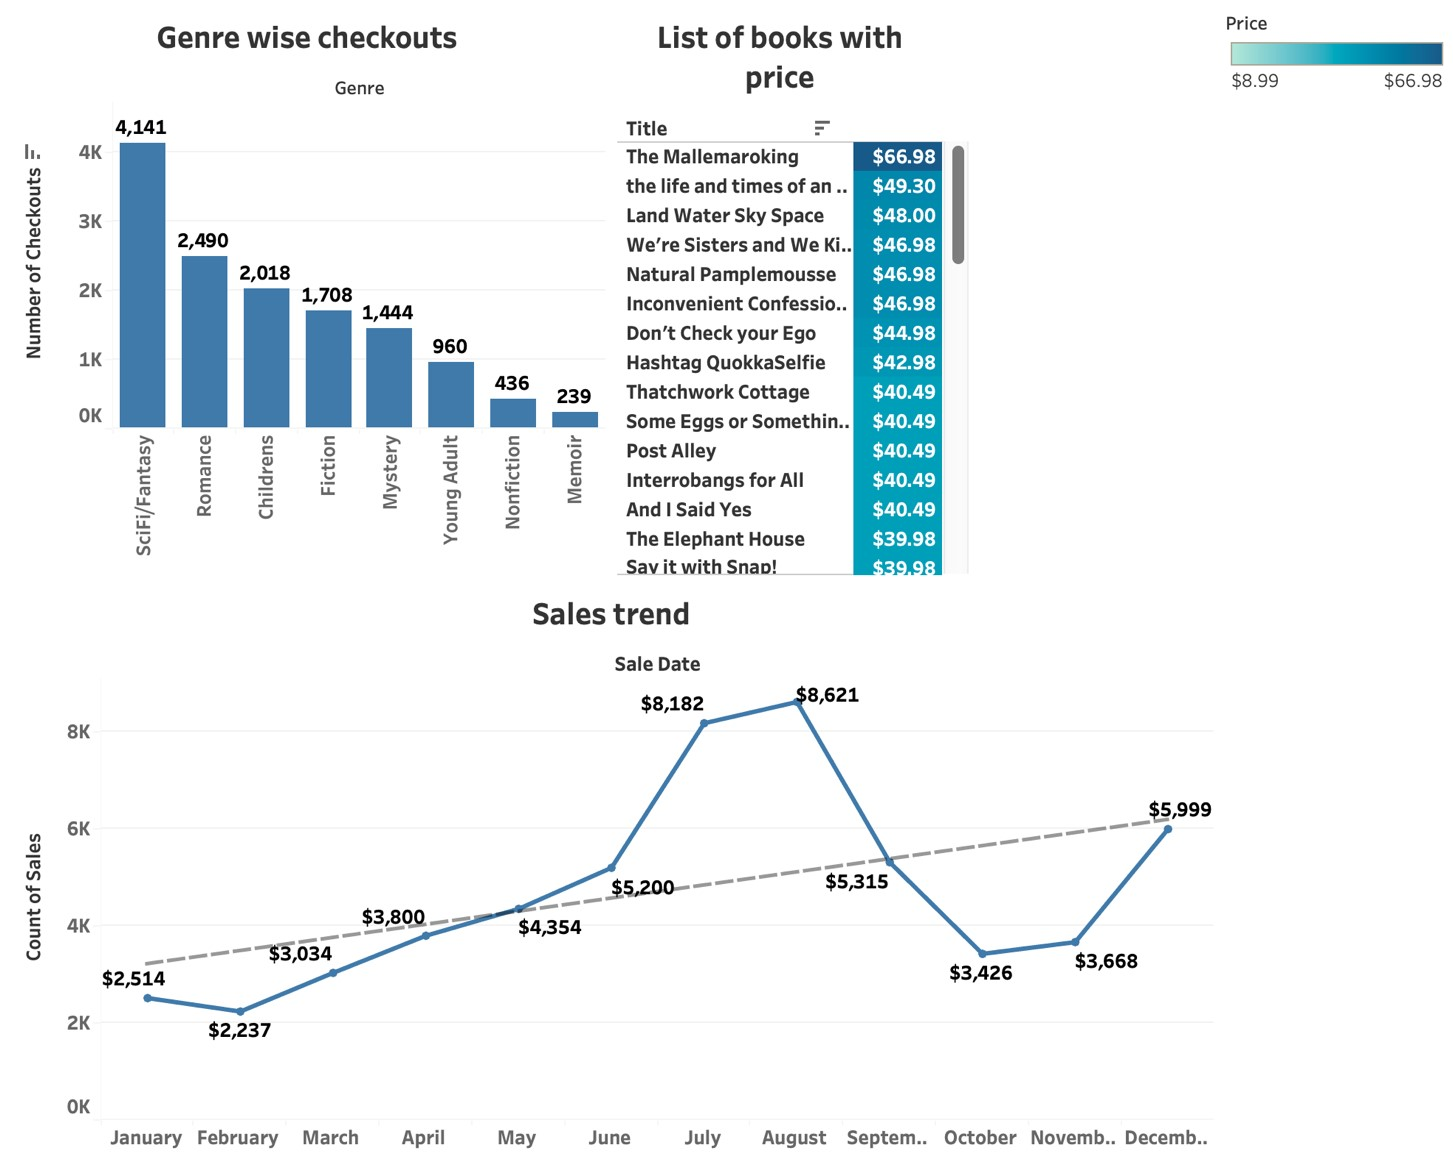 Genre wise checkouts
Genre
Number of Checkouts
4K
3K
2K
1K
0K
4,141
2,490
2,018
1,708
1,444
960
436
239
SciFi/Fantasy
Romance
Childrens
Fiction
Mystery
Young Adult
Nonfiction
Memoir
List of books with
price
Title
The Mallemaroking $66.98
the life and times of an .. $49.30
Land Water Sky Space $48.00
We’re Sisters and We Ki.. $46.98
Natural Pamplemousse $46.98
Inconvenient Confessio.. $46.98
Don’t Check your Ego $44.98
Hashtag QuokkaSelfie $42.98
Thatchwork Cottage $40.49
Some Eggs or Somethin.. $40.49
Post Alley $40.49
Interrobangs for All $40.49
And I Said Yes $40.49
The Elephant House $39.98
Say it with Snap! $39.98
Price
$8.99 $66.98
Sales trend
Sale Date
Count of Sales
8K
6K
4K
2K
0K
$2,514
$2,237
$3,034
$3,800
$4,354
$5,200
$8,182
$8,621
$5,315
$3,426
$3,668
$5,999
January February March April May June July August Septem.. October Novemb.. Decemb..